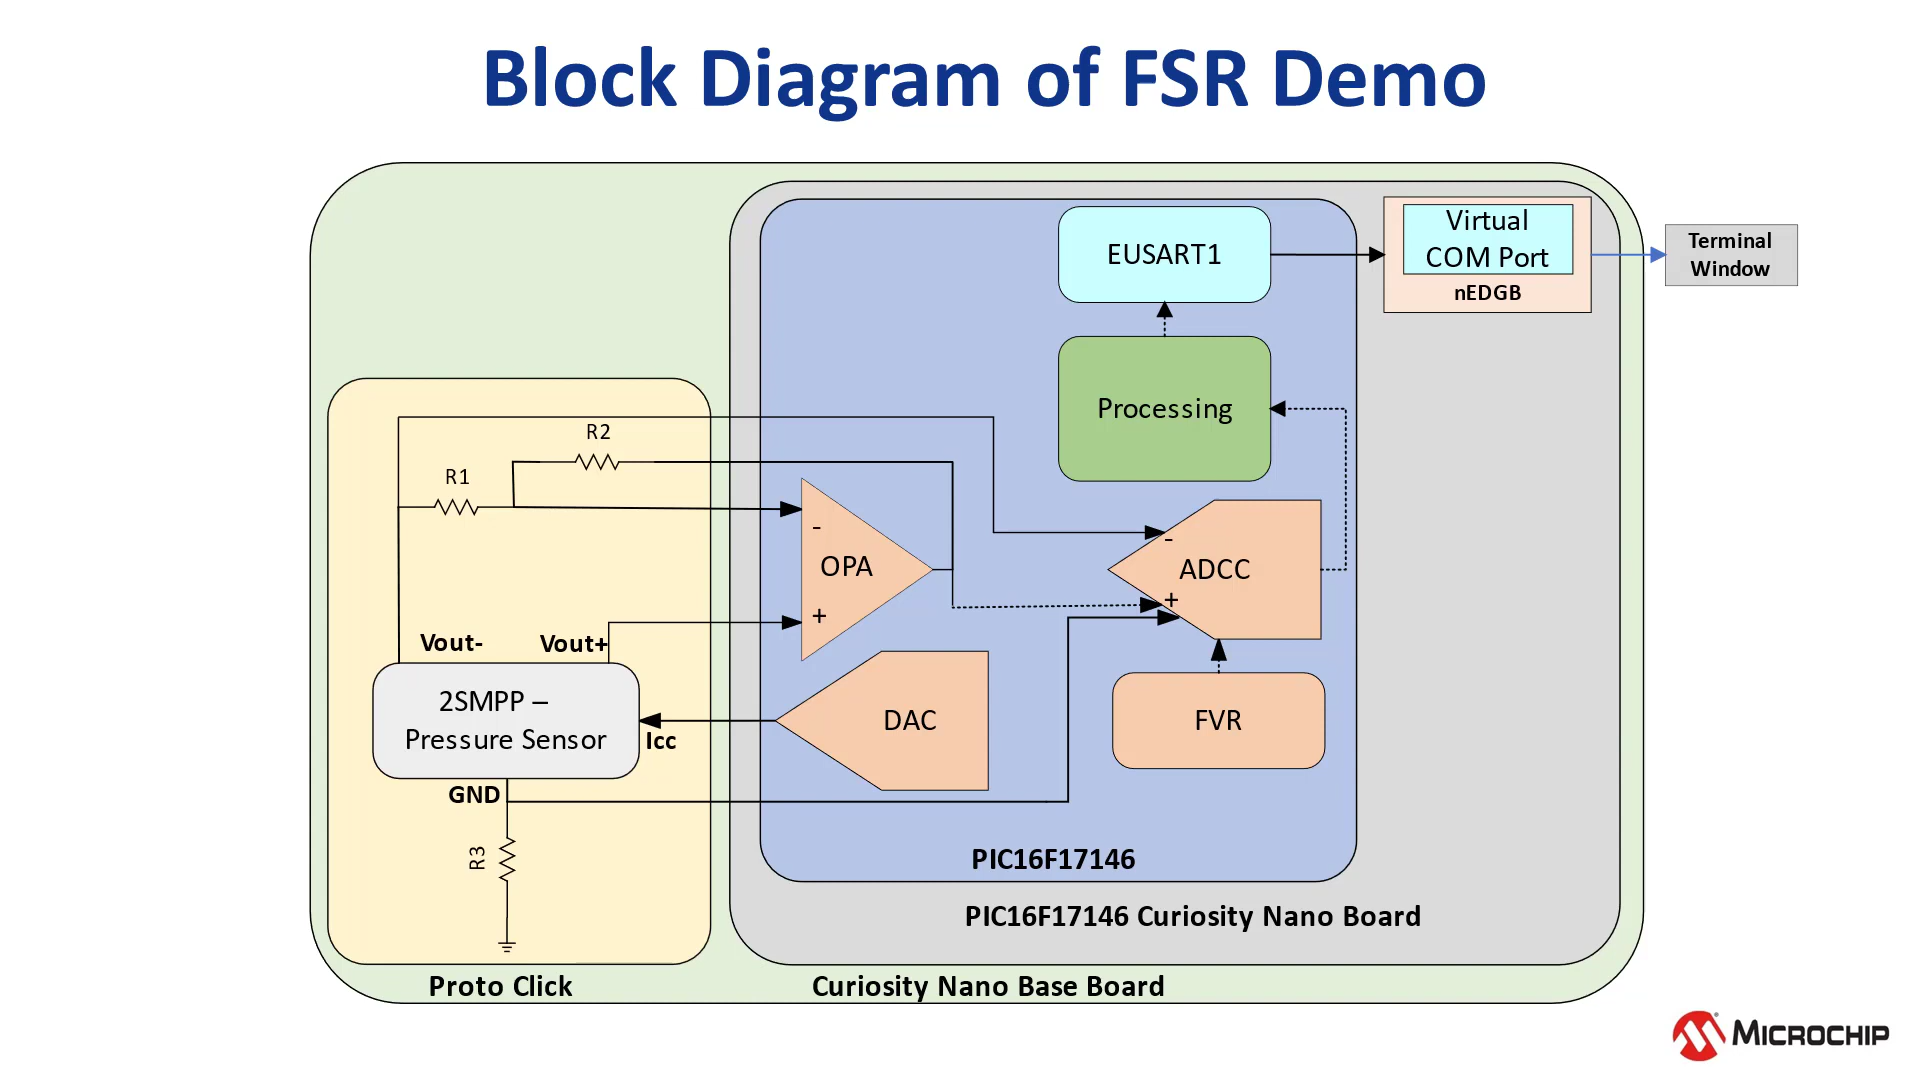 Block Diagram of FSR Demo
EUSART1
Virtual
COM Port
nEDGB
Terminal
Window
Processing
R2
R1
-
OPA
+
-
ADCC
+
Vout-
Vout+
2SMPP –
Pressure Sensor
Icc
DAC
FVR
GND
R3
PIC16F17146
PIC16F17146 Curiosity Nano Board
Proto Click
Curiosity Nano Base Board
MICROCHIP